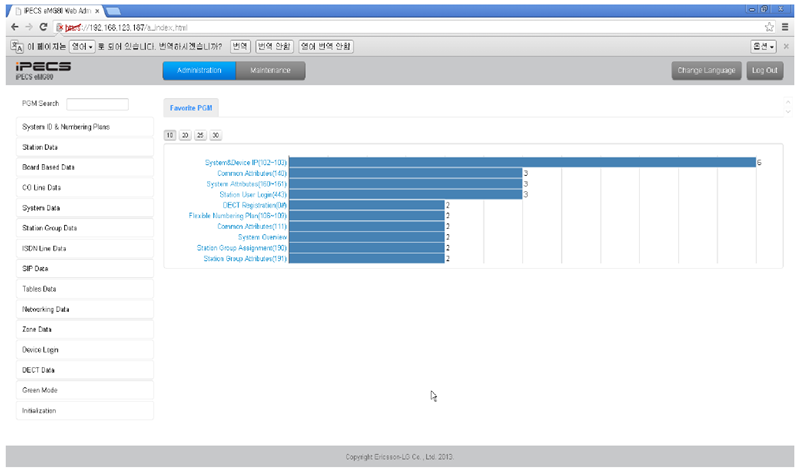 iPECS eMG80 Web Adm ×
https://192.168.123.167/a_index.html
이 페이지는 영어 로 되어 있습니다. 번역하시겠습니까? 번역 번역 안함 영어 번역 안함 옵션 ×
iPECS
iPECS eMG80
Administration Maintenance Change Language Log Out
PGM Search
Favorite PGM
System ID & Numbering Plans
Station Data
Board Based Data
CO Line Data
System Data
Station Group Data
ISDN Line Data
SIP Data
Tables Data
Networking Data
Zone Data
Device Login
DECT Data
Green Mode
Initialization
10 20 25 30
System&Device IP(102~103) 6
Common Attributes(140) 3
System Attributes(160~161) 3
Station User Login(443) 3
DECT Registration(0#) 2
Flexible Numbering Plan(106~109) 2
Common Attributes(111) 2
System Overview 2
Station Group Assignment(190) 2
Station Group Attributes(191) 2
Copyright Ericsson-LG Co., Ltd. 2013.